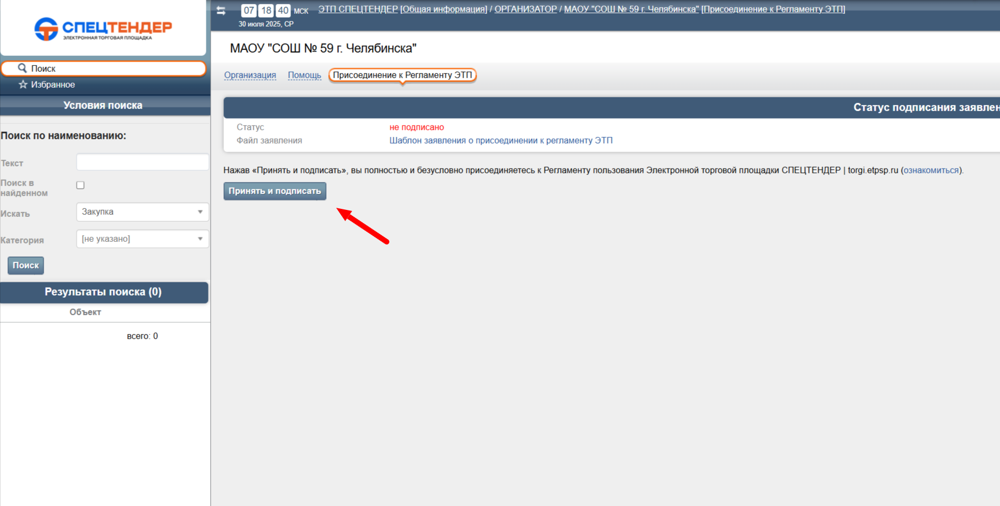 СПЕЦТЕНДЕР
ЭЛЕКТРОННАЯ ТОРГОВАЯ ПЛОЩАДКА
Поиск
Избранное
Условия поиска
Поиск по наименованию:
Текст
Поиск в
найденном
Искать
Закупка
Категория
[не указано]
Поиск
Результаты поиска (0)
Объект
всего: 0
07 18 40 МСК
30 июля 2025, СР
ЭТП СПЕЦТЕНДЕР [Общая информация] / ОРГАНИЗАТОР / МАОУ "СОШ № 59 г. Челябинска" [Присоединение к Регламенту ЭТП]
МАОУ "СОШ № 59 г. Челябинска"
Организация Помощь Присоединение к Регламенту ЭТП
Статус подписания заявлен
Статус не подписано
Файл заявления Шаблон заявления о присоединении к регламенту ЭТП
Нажав «Принять и подписать», вы полностью и безусловно присоединяетесь к Регламенту пользования Электронной торговой площадки СПЕЦТЕНДЕР | torgi.etpsp.ru (ознакомиться).
Принять и подписать